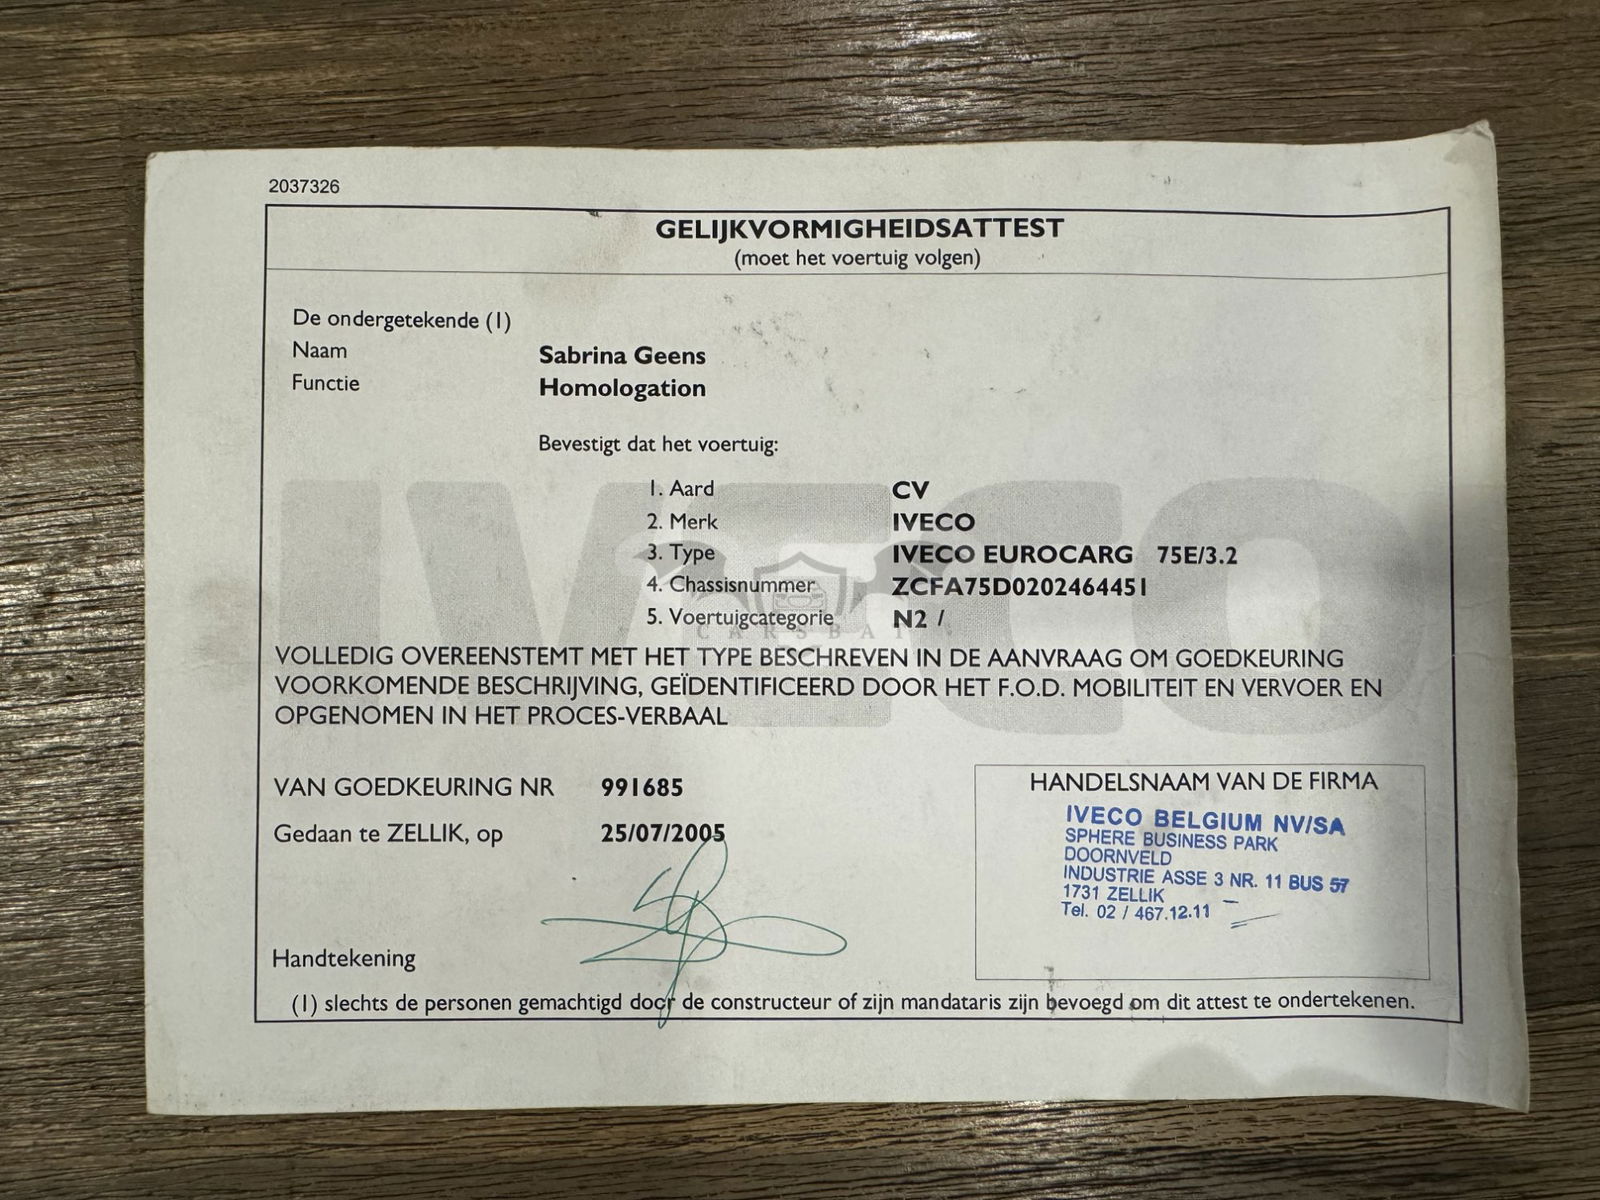 2037326
GELIJKVORMIGHEIDSATTEST
(moet het voertuig volgen)
De ondergetekende (1)
Naam Sabrina Geens
Functie Homologation
Bevestigt dat het voertuig:
1. Aard CV
2. Merk IVECO
3. Type IVECO EUROCARG 75E/3.2
4. Chassisnummer ZCFA75D0202464451
5. Voertuigcategorie N2 /
IVECO
CARSBAT
VOLLEDIG OVEREENSTEMT MET HET TYPE BESCHREVEN IN DE AANVRAAG OM GOEDKEURING
VOORKOMENDE BESCHRIJVING, GEÏDENTIFICEERD DOOR HET F.O.D. MOBILITEIT EN VERVOER EN
OPGENOMEN IN HET PROCES-VERBAAL
VAN GOEDKEURING NR 991685
Gedaan te ZELLIK, op 25/07/2005
Handtekening
HANDELSNAAM VAN DE FIRMA
IVECO BELGIUM NV/SA
SPHERE BUSINESS PARK
DOORNVELD
INDUSTRIE ASSE 3 NR. 11 BUS 57
1731 ZELLIK
Tel. 02 / 467.12.11
(1) slechts de personen gemachtigd door de constructeur of zijn mandataris zijn bevoegd om dit attest te ondertekenen.